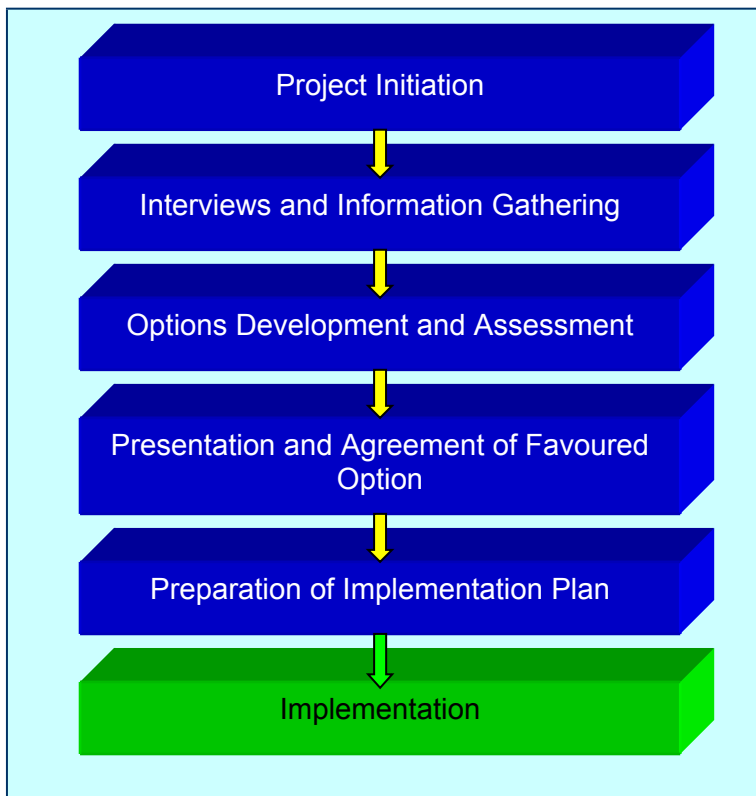 Project Initiation
Interviews and Information Gathering
Options Development and Assessment
Presentation and Agreement of Favoured
Option
Preparation of Implementation Plan
Implementation